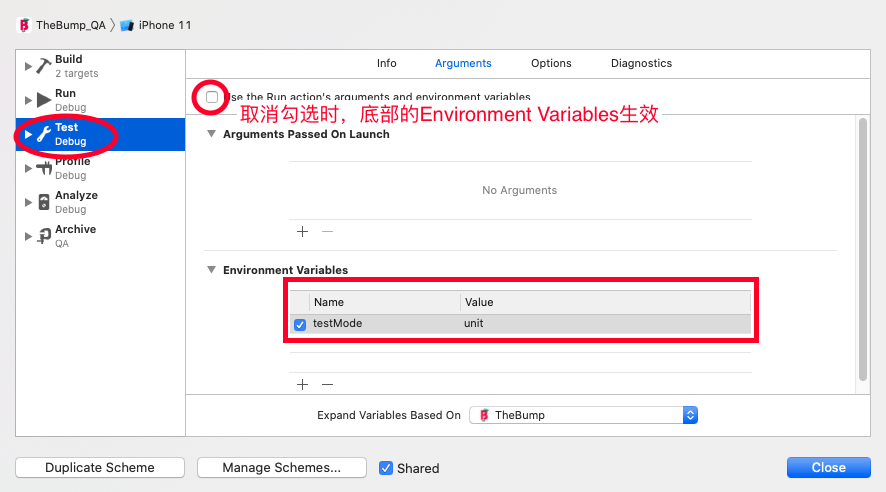 TheBump_QA
iPhone 11
Build
2 targets
Run
Debug
Test
Debug
Profile
Debug
Analyze
Debug
Archive
QA
Info
Arguments
Options
Diagnostics
Use the Run action's arguments and environment variables
取消勾选时，底部的Environment Variables生效
Arguments Passed On Launch
No Arguments
Environment Variables
Name Value
testMode unit
Expand Variables Based On TheBump
Duplicate Scheme
Manage Schemes...
Shared
Close